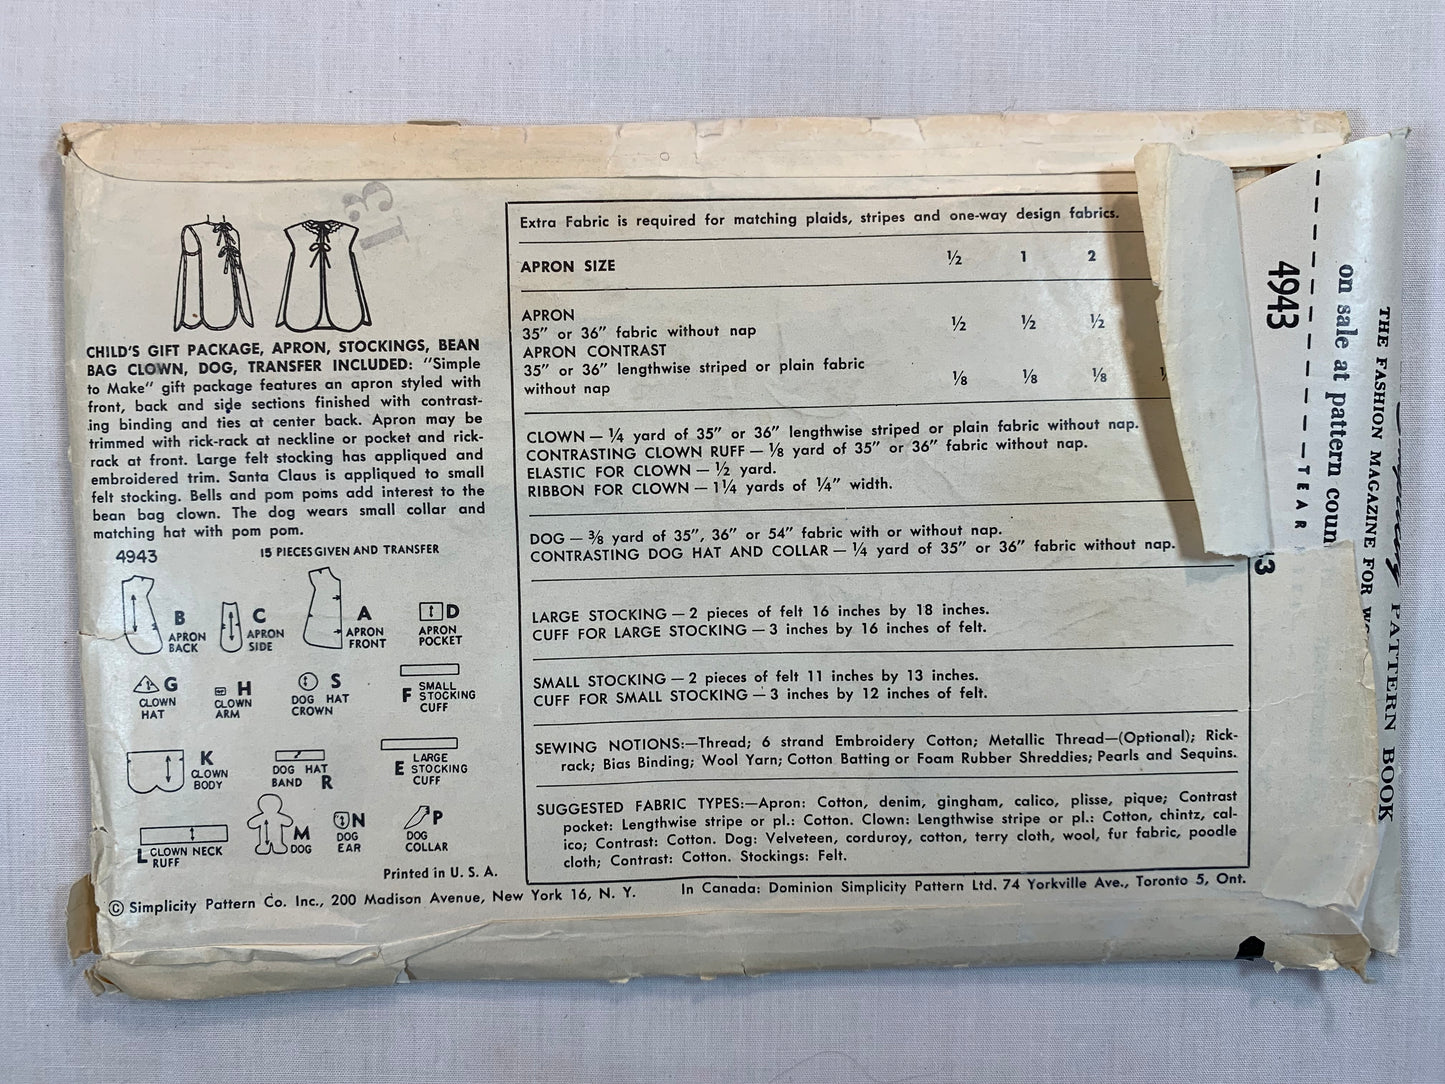 13
CHILD'S GIFT PACKAGE, APRON, STOCKINGS, BEAN
BAG CLOWN, DOG, TRANSFER INCLUDED: "Simple
to Make" gift package features an apron styled with
front, back and side sections finished with contrast-
ing binding and ties at center back. Apron may be
trimmed with rick-rack at neckline or pocket and rick-
rack at front. Large felt stocking has appliqued and
embroidered trim. Santa Claus is appliqued to small
felt stocking. Bells and pom poms add interest to the
bean bag clown. The dog wears small collar and
matching hat with pom pom.
4943
15 PIECES GIVEN AND TRANSFER
B
APRON
BACK
C
APRON
SIDE
A
APRON
FRONT
D
APRON
POCKET
G
CLOWN
HAT
H
CLOWN
ARM
S
DOG HAT
CROWN
F SMALL
STOCKING
CUFF
K
CLOWN
BODY
DOG HAT
BAND R
E LARGE
STOCKING
CUFF
L CLOWN NECK
RUFF
M
DOG
N
DOG
EAR
P
DOG
COLLAR
Printed in U. S. A.
© Simplicity Pattern Co. Inc., 200 Madison Avenue, New York 16, N. Y.
In Canada: Dominion Simplicity Pattern Ltd. 74 Yorkville Ave., Toronto 5, Ont.
Extra Fabric is required for matching plaids, stripes and one-way design fabrics.
APRON SIZE ½ 1 2
APRON
35" or 36" fabric without nap ½ ½ ½
APRON CONTRAST
35" or 36" lengthwise striped or plain fabric
without nap ⅛ ⅛ ⅛
CLOWN — ¼ yard of 35" or 36" lengthwise striped or plain fabric without nap.
CONTRASTING CLOWN RUFF — ⅛ yard of 35" or 36" fabric without nap.
ELASTIC FOR CLOWN — ½ yard.
RIBBON FOR CLOWN — 1¼ yards of ¼" width.
DOG — ⅜ yard of 35", 36" or 54" fabric with or without nap.
CONTRASTING DOG HAT AND COLLAR — ¼ yard of 35" or 36" fabric without nap.
LARGE STOCKING — 2 pieces of felt 16 inches by 18 inches.
CUFF FOR LARGE STOCKING — 3 inches by 16 inches of felt.
SMALL STOCKING — 2 pieces of felt 11 inches by 13 inches.
CUFF FOR SMALL STOCKING — 3 inches by 12 inches of felt.
SEWING NOTIONS:—Thread; 6 strand Embroidery Cotton; Metallic Thread—(Optional); Rick-
rack; Bias Binding; Wool Yarn; Cotton Batting or Foam Rubber Shreddies; Pearls and Sequins.
SUGGESTED FABRIC TYPES:—Apron: Cotton, denim, gingham, calico, plisse, pique; Contrast
pocket: Lengthwise stripe or pl.: Cotton. Clown: Lengthwise stripe or pl.: Cotton, chintz, cal-
ico; Contrast: Cotton. Dog: Velveteen, corduroy, cotton, terry cloth, wool, fur fabric, poodle
cloth; Contrast: Cotton. Stockings: Felt.
4943
TEAR
on sale at pattern coun
THE FASHION MAGAZINE FOR
PATTERN BOOK